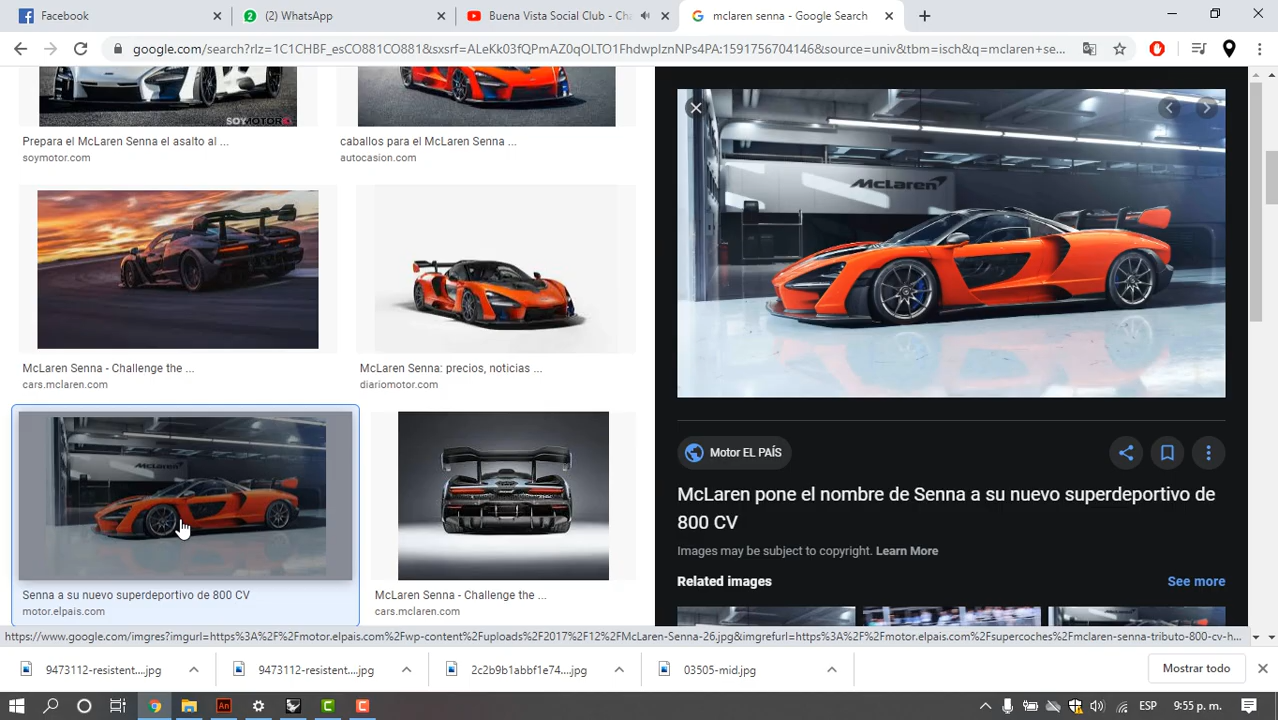 Facebook
2
(2) WhatsApp
Buena Vista Social Club - Cha
mclaren senna - Google Search
google.com/search?rlz=1C1CHBF_esCO881CO881&sxsrf=ALeKk03fQPmAZ0qOLTO1FhdwpIznNPs4PA:1591756704146&source=univ&tbm=isch&q=mclaren+se...
SOYMOTOR
Prepara el McLaren Senna el asalto al ...
soymotor.com
caballos para el McLaren Senna ...
autocasion.com
McLaren Senna - Challenge the ...
cars.mclaren.com
McLaren Senna: precios, noticias ...
diariomotor.com
Senna a su nuevo superdeportivo de 800 CV
motor.elpais.com
McLaren Senna - Challenge the ...
cars.mclaren.com
McLaren
Motor EL PAÍS
McLaren pone el nombre de Senna a su nuevo superdeportivo de
800 CV
Images may be subject to copyright. Learn More
Related images
See more
https://www.google.com/imgres?imgurl=https%3A%2F%2Fmotor.elpais.com%2Fwp-content%2Fuploads%2F2017%2F12%2FMcLaren-Senna-26.jpg&imgrefurl=https%3A%2F%2Fmotor.elpais.com%2Fsupercoches%2Fmclaren-senna-tributo-800-cv-h...
9473112-resistent....jpg
9473112-resistent....jpg
2c2b9b1abbf1e74....jpg
03505-mid.jpg
Mostrar todo
An
C
C
ESP
9:55 p. m.